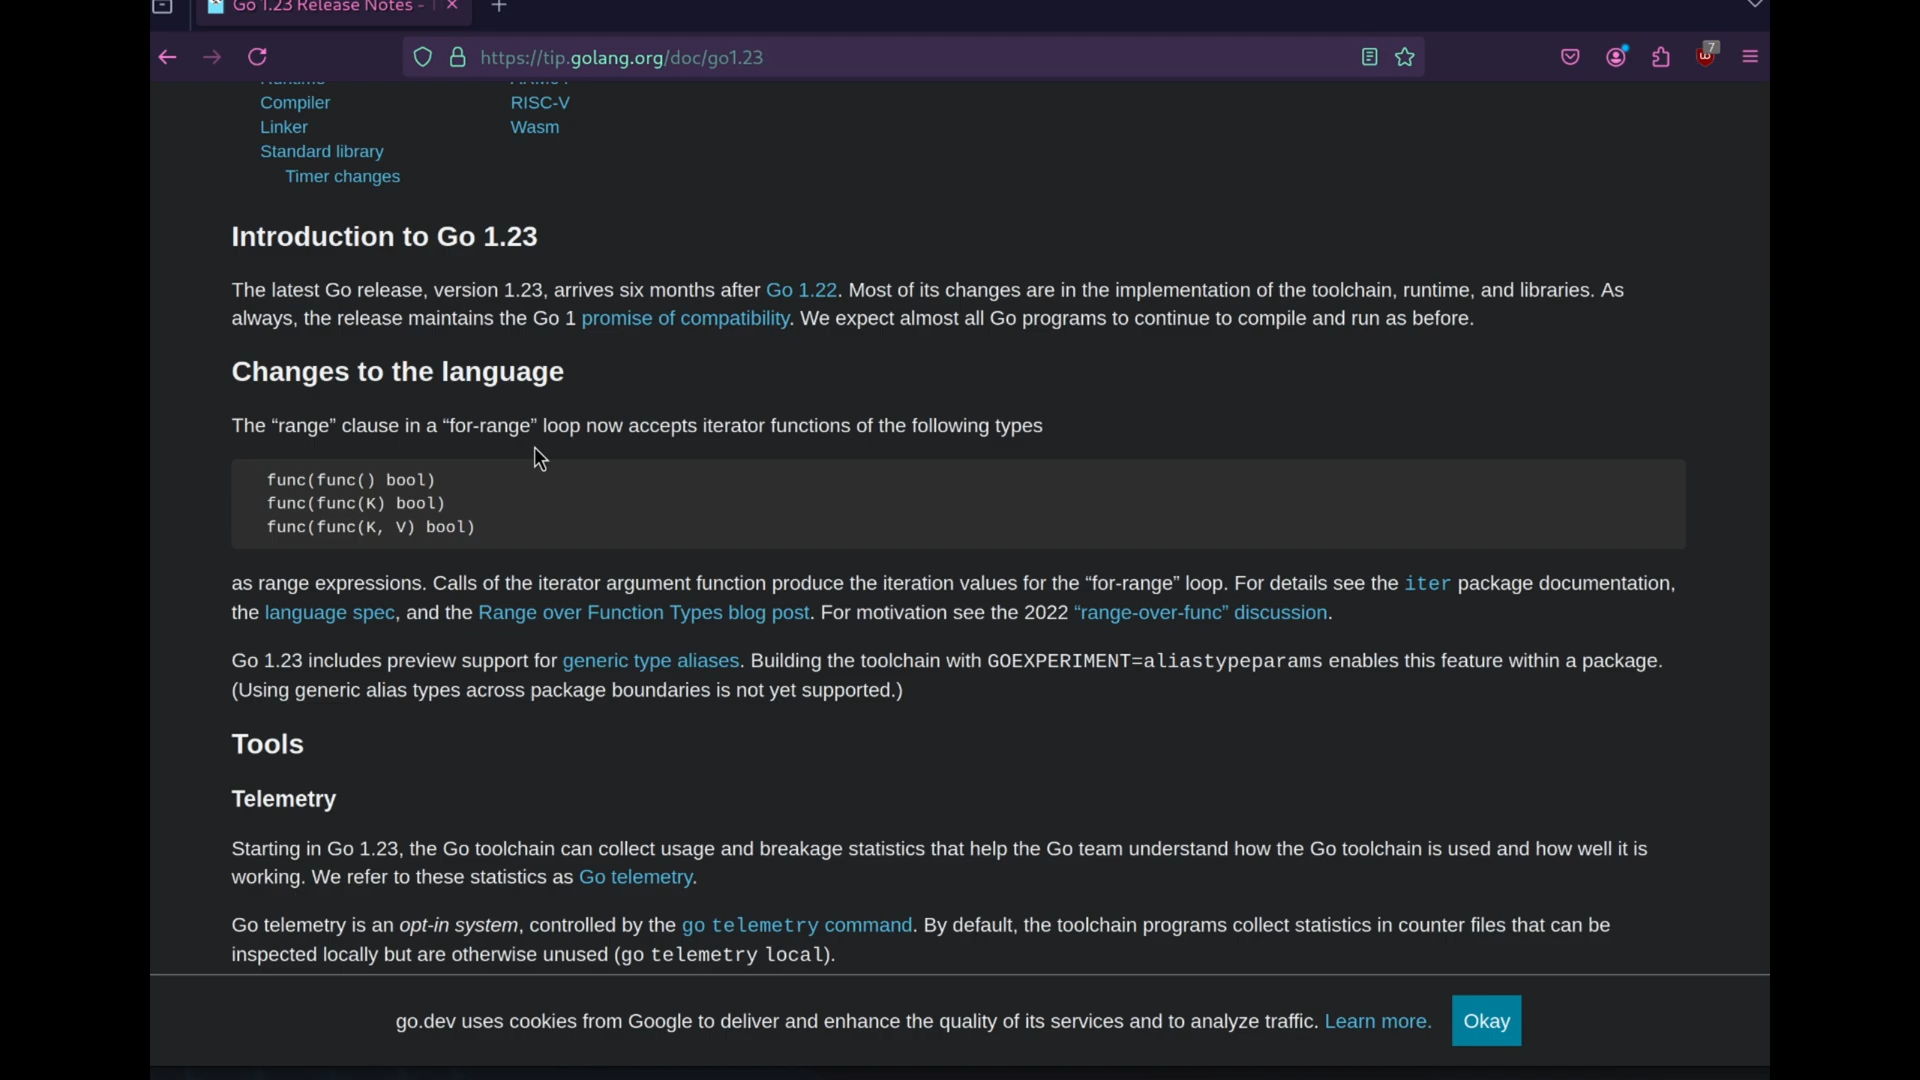 Go 1.23 Release Notes -
https://tip.golang.org/doc/go1.23
7
Compiler
RISC-V
Linker
Wasm
Standard library
Timer changes
Introduction to Go 1.23
The latest Go release, version 1.23, arrives six months after Go 1.22. Most of its changes are in the implementation of the toolchain, runtime, and libraries. As
always, the release maintains the Go 1 promise of compatibility. We expect almost all Go programs to continue to compile and run as before.
Changes to the language
The “range” clause in a “for-range” loop now accepts iterator functions of the following types
func(func() bool)
func(func(K) bool)
func(func(K, V) bool)
as range expressions. Calls of the iterator argument function produce the iteration values for the “for-range” loop. For details see the iter package documentation,
the language spec, and the Range over Function Types blog post. For motivation see the 2022 “range-over-func” discussion.
Go 1.23 includes preview support for generic type aliases. Building the toolchain with GOEXPERIMENT=aliastypeparams enables this feature within a package.
(Using generic alias types across package boundaries is not yet supported.)
Tools
Telemetry
Starting in Go 1.23, the Go toolchain can collect usage and breakage statistics that help the Go team understand how the Go toolchain is used and how well it is
working. We refer to these statistics as Go telemetry.
Go telemetry is an opt-in system, controlled by the go telemetry command. By default, the toolchain programs collect statistics in counter files that can be
inspected locally but are otherwise unused (go telemetry local).
go.dev uses cookies from Google to deliver and enhance the quality of its services and to analyze traffic. Learn more.
Okay